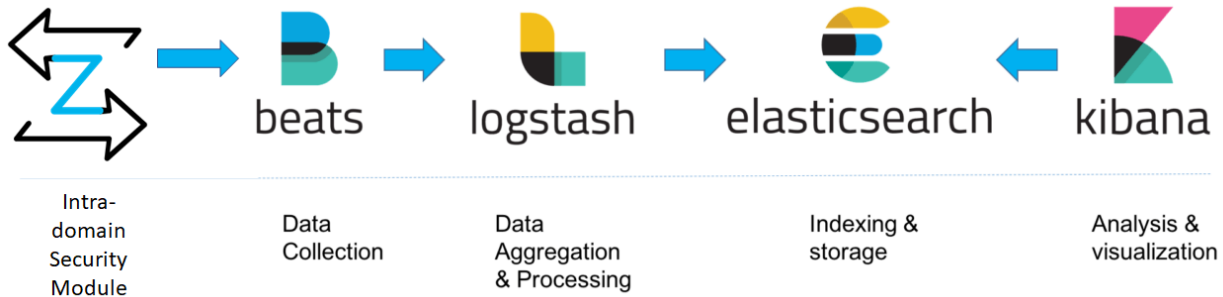 beats
logstash
elasticsearch
kibana
Intra-
domain
Security
Module
Data
Collection
Data
Aggregation
& Processing
Indexing &
storage
Analysis &
visualization